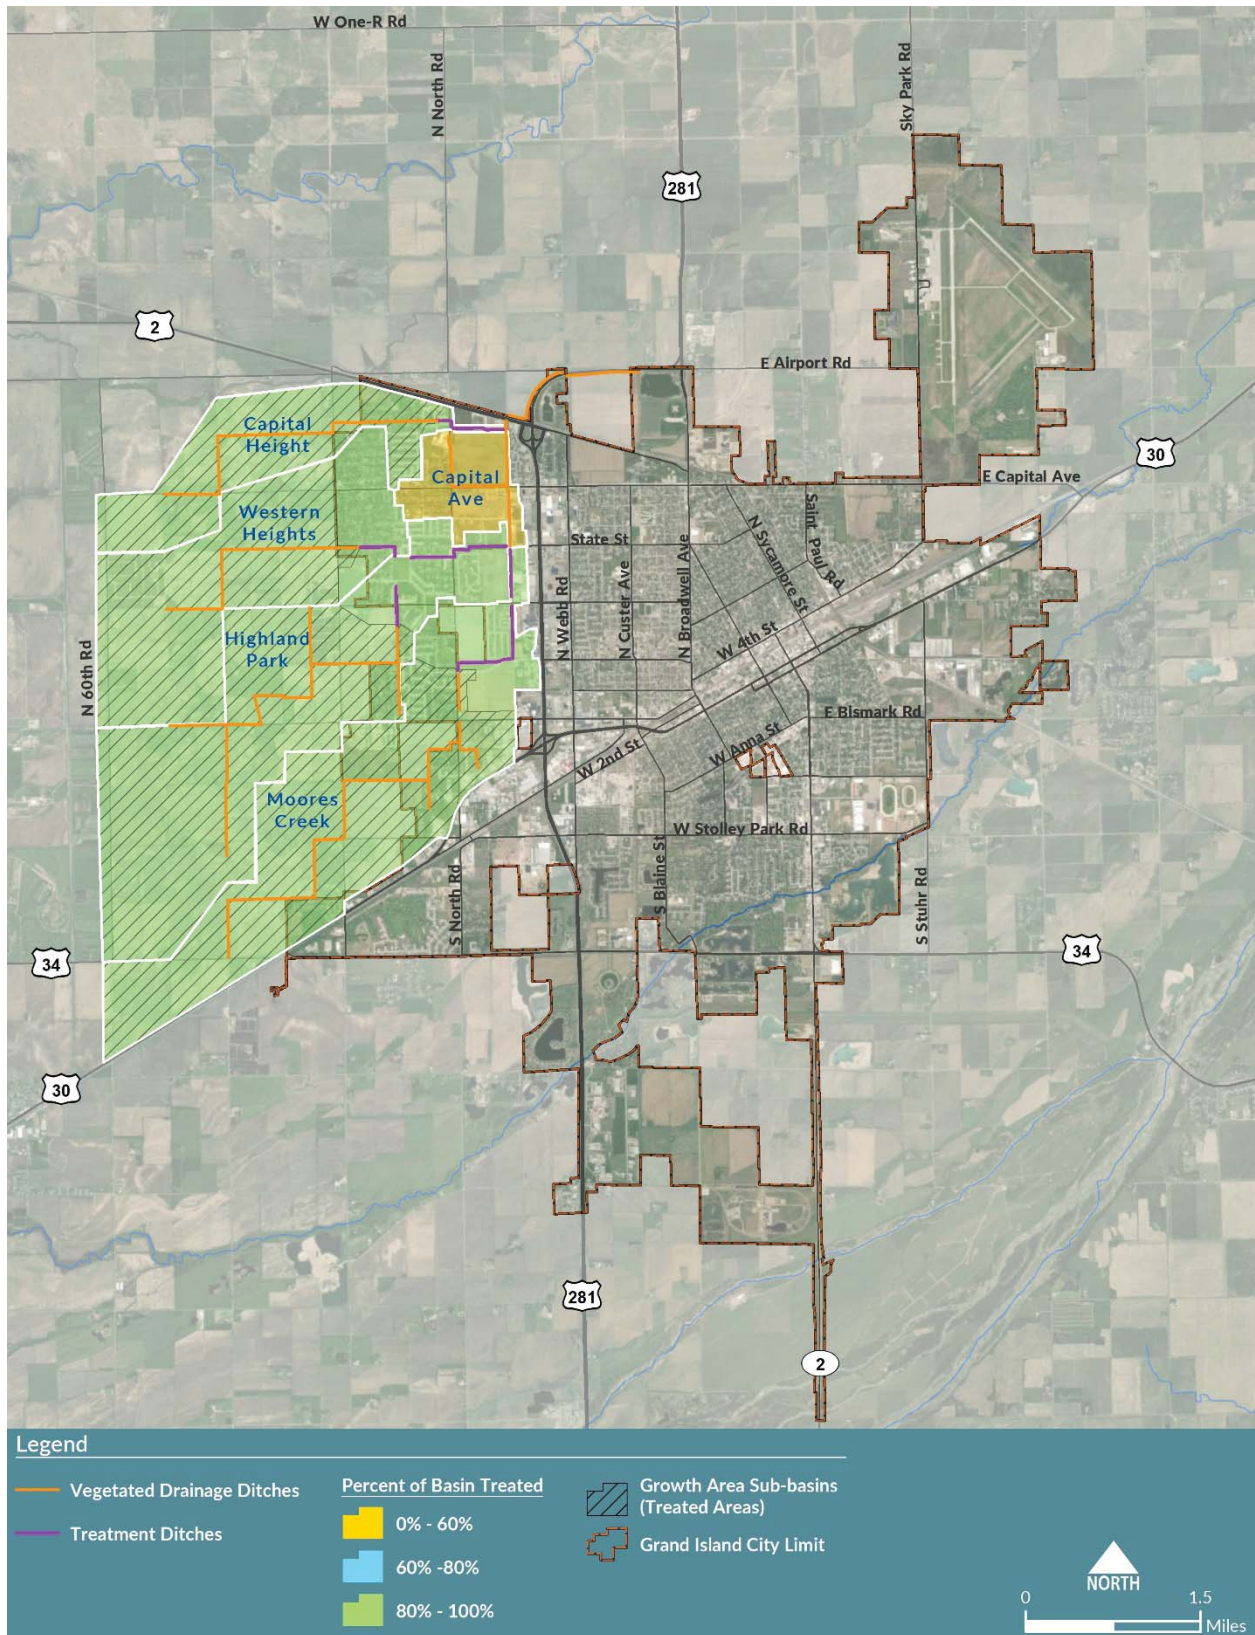 W One-R Rd
N North Rd
Sky Park Rd
281
2
E Airport Rd
30
E Capital Ave
Capital
Height
Capital
Ave
Western
Heights
State St
N Sycamore St
Saint Paul Rd
N Webb Rd
N Custer Ave
N Broadwell Ave
W 4th St
Highland
Park
N 60th Rd
E Bismark Rd
W Anna St
W 2nd St
Moores
Creek
W Stolley Park Rd
S North Rd
S Blaine St
S Stuhr Rd
34
34
30
281
2
Legend
Vegetated Drainage Ditches
Treatment Ditches
Percent of Basin Treated
0% - 60%
60% -80%
80% - 100%
Growth Area Sub-basins
(Treated Areas)
Grand Island City Limit
NORTH
0 1.5
Miles